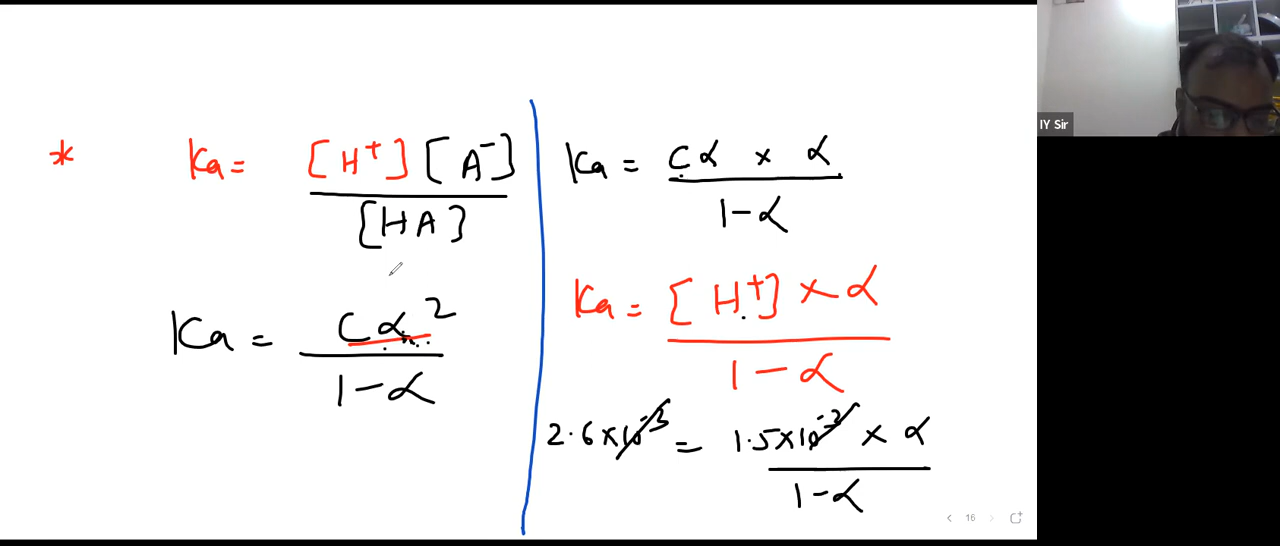 * Ka = [H⁺] [A⁻] / [HA]
Ka = Cα² / 1-α
Ka = Cα × α / 1-α
Ka = [H⁺] × α / 1-α
2.6×10⁻³ = 1.5×10⁻³ × α / 1-α
IY Sir
16